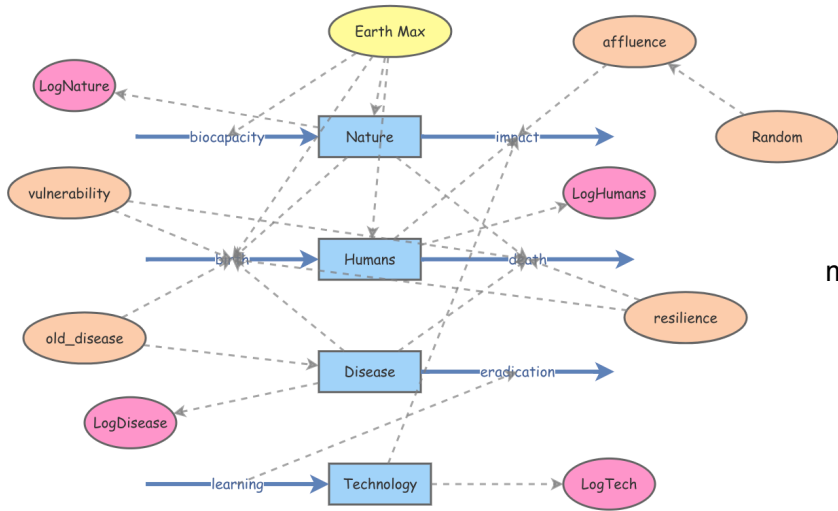 Earth Max
affluence
LogNature
biocapacity
Nature
impact
Random
vulnerability
LogHumans
birth
Humans
death
n
resilience
old_disease
Disease
eradication
LogDisease
learning
Technology
LogTech